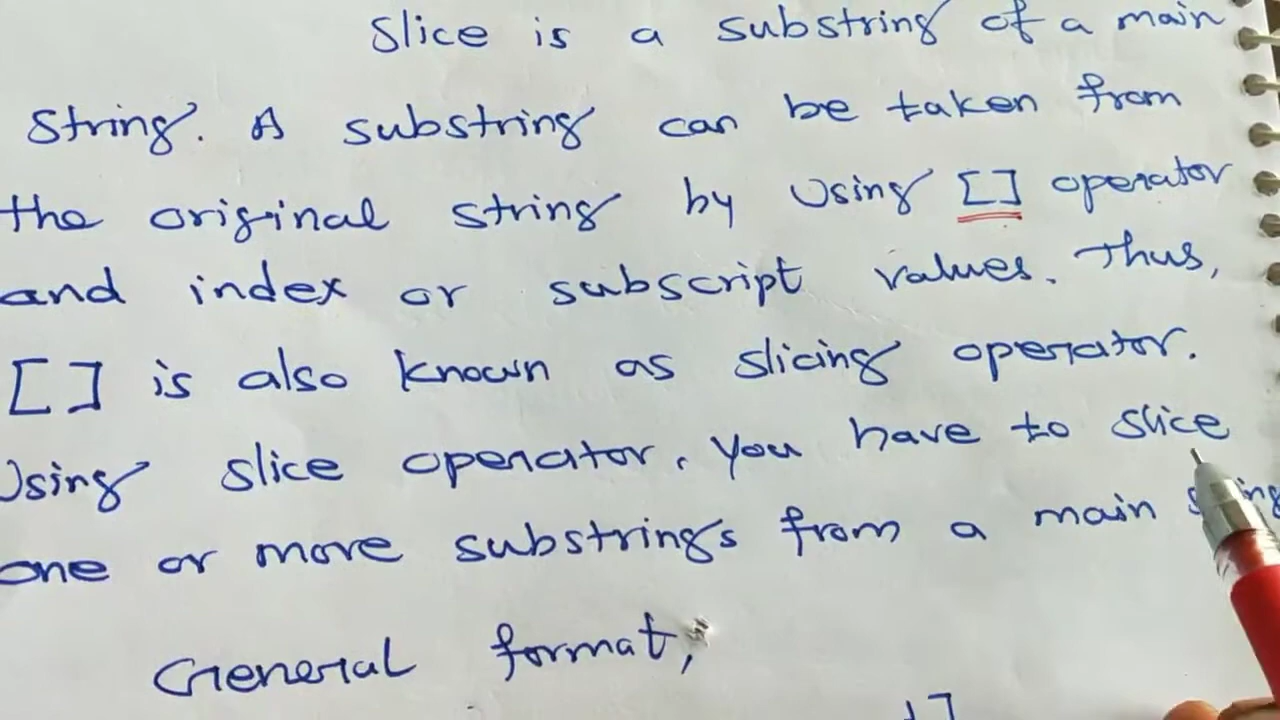 Slice is a substring of a main
String. A substring can be taken from
the original string by using [] operator
and index or subscript values. Thus,
[] is also known as slicing operator.
Using slice operator, you have to slice
one or more substrings from a main
General format,